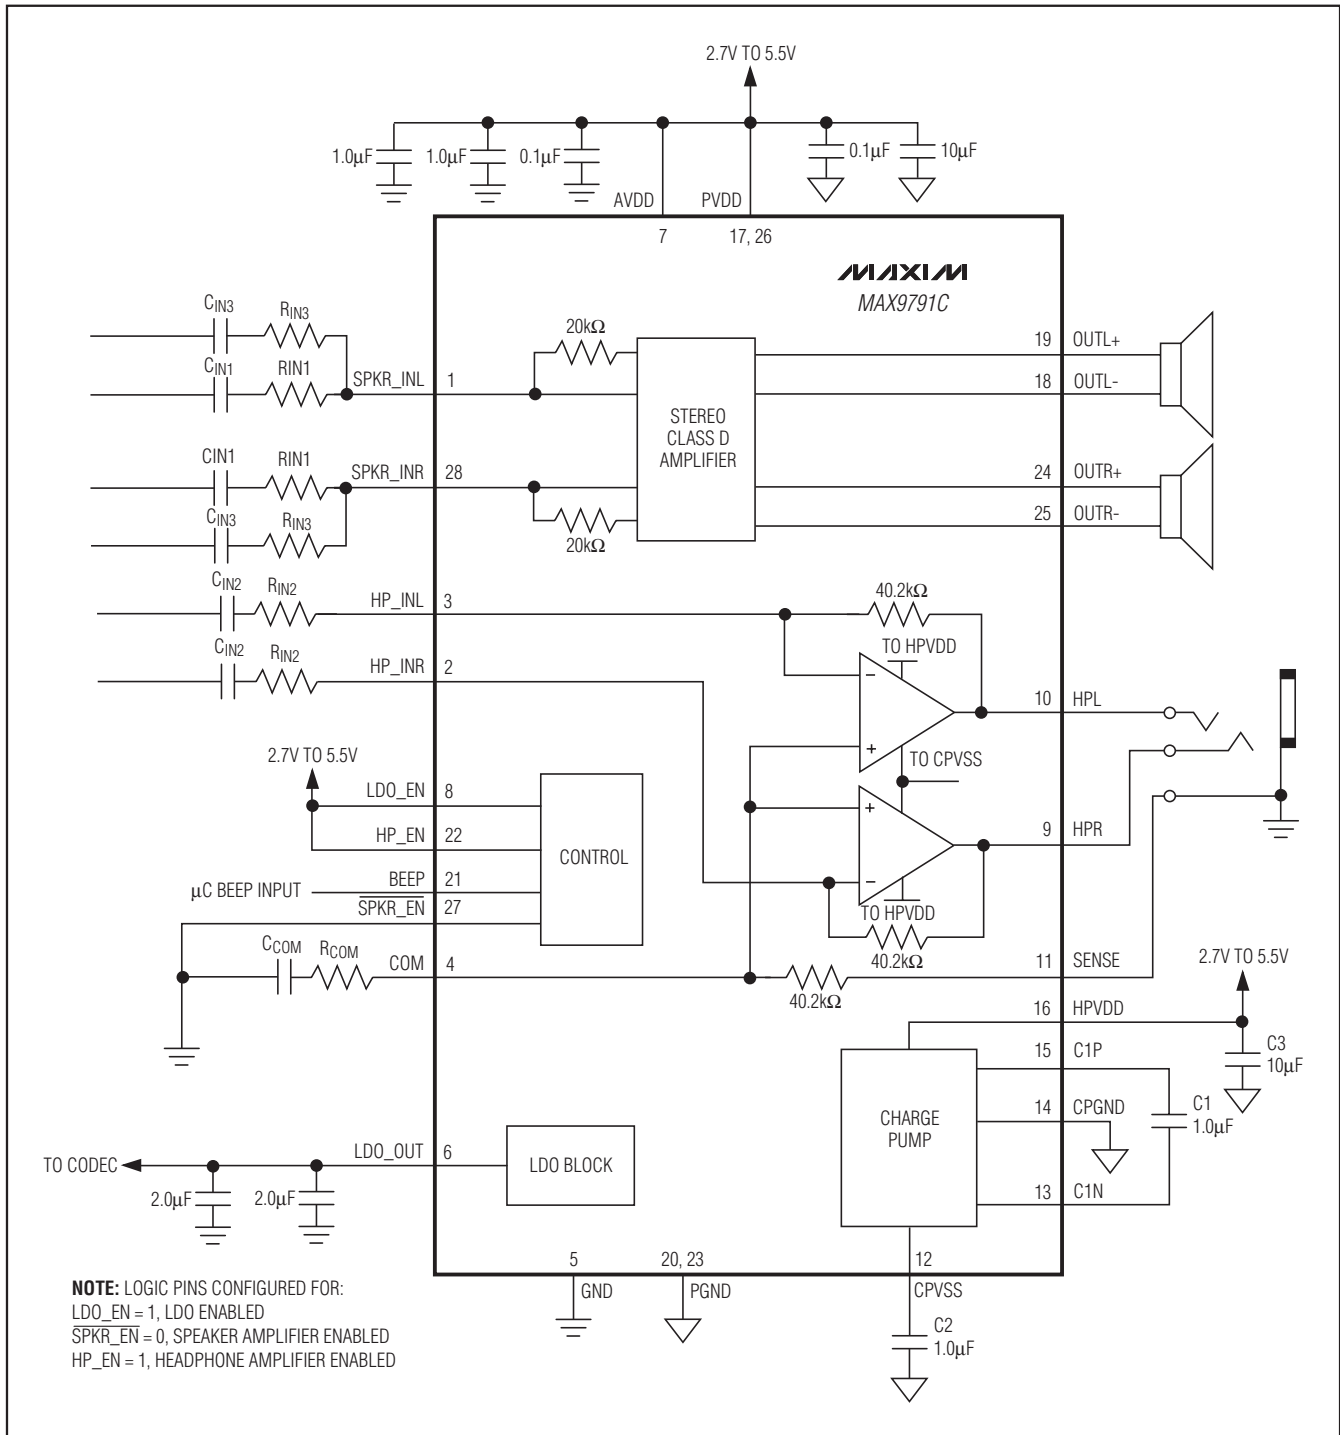 2.7V TO 5.5V
1.0µF
1.0µF
0.1µF
0.1µF
10µF
AVDD
PVDD
7
17, 26
MAXIM
MAX9791C
CIN3
RIN3
20kΩ
19
OUTL+
CIN1
RIN1
SPKR_INL
1
18
OUTL-
STEREO
CLASS D
AMPLIFIER
CIN1
RIN1
SPKR_INR
28
24
OUTR+
CIN3
RIN3
25
OUTR-
20kΩ
CIN2
RIN2
HP_INL
3
40.2kΩ
TO HPVDD
CIN2
RIN2
HP_INR
2
−
10
HPL
+
TO CPVSS
2.7V TO 5.5V
LDO_EN
8
+
HP_EN
22
9
HPR
CONTROL
BEEP
21
−
µC BEEP INPUT
SPKR_EN
27
TO HPVDD
40.2kΩ
CCOM
RCOM
COM
4
11
SENSE
2.7V TO 5.5V
40.2kΩ
16
HPVDD
15
C1P
C3
10µF
CHARGE
PUMP
14
CPGND
C1
1.0µF
TO CODEC
LDO_OUT
6
LDO BLOCK
13
C1N
2.0µF
2.0µF
5
20, 23
12
GND
PGND
CPVSS
C2
1.0µF
NOTE: LOGIC PINS CONFIGURED FOR:
LDO_EN = 1, LDO ENABLED
SPKR_EN = 0, SPEAKER AMPLIFIER ENABLED
HP_EN = 1, HEADPHONE AMPLIFIER ENABLED